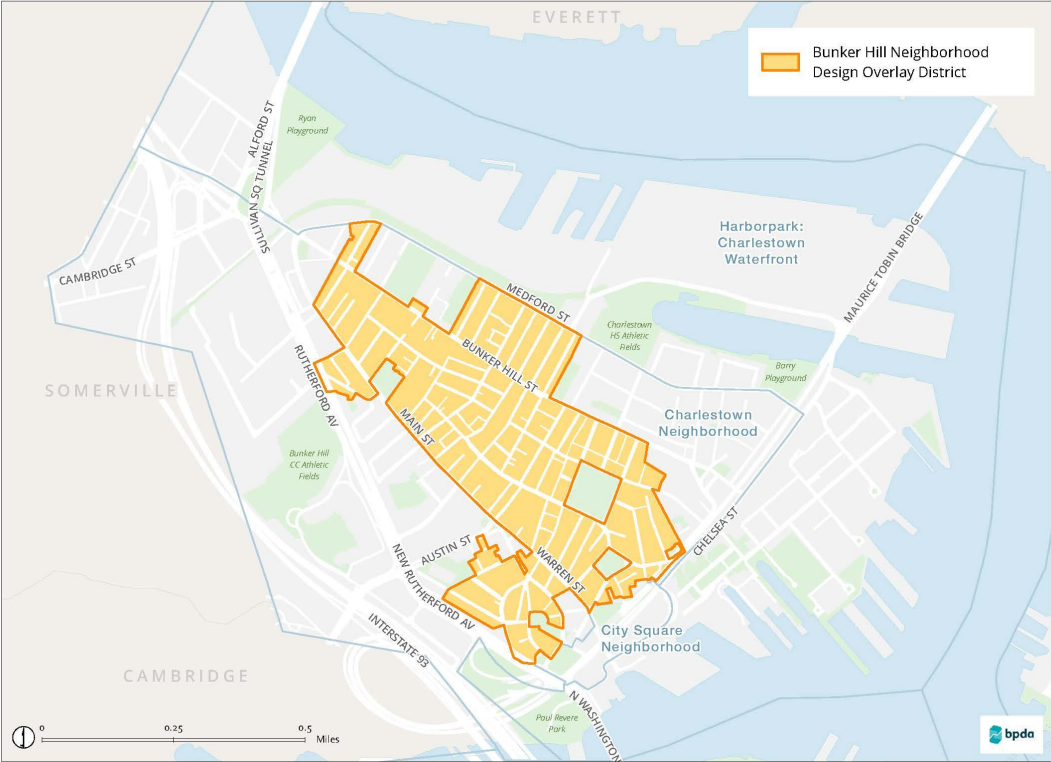 EVERETT
Bunker Hill Neighborhood
Design Overlay District
Ryan
Playground
ALFORD ST
SULLIVAN SQ TUNNEL
CAMBRIDGE ST
Harborpark:
Charlestown
Waterfront
MAURICE TOBIN BRIDGE
MEDFORD ST
Charlestown
HS Athletic
Fields
BUNKER HILL ST
Barry
Playground
RUTHERFORD AV
SOMERVILLE
MAIN ST
Charlestown
Neighborhood
Bunker Hill
CC Athletic
Fields
CHELSEA ST
AUSTIN ST
WARREN ST
NEW RUTHERFORD AV
INTERSTATE 93
City Square
Neighborhood
CAMBRIDGE
N WASHINGTON
Paul Revere
Park
0 0.25 0.5
Miles
bpda